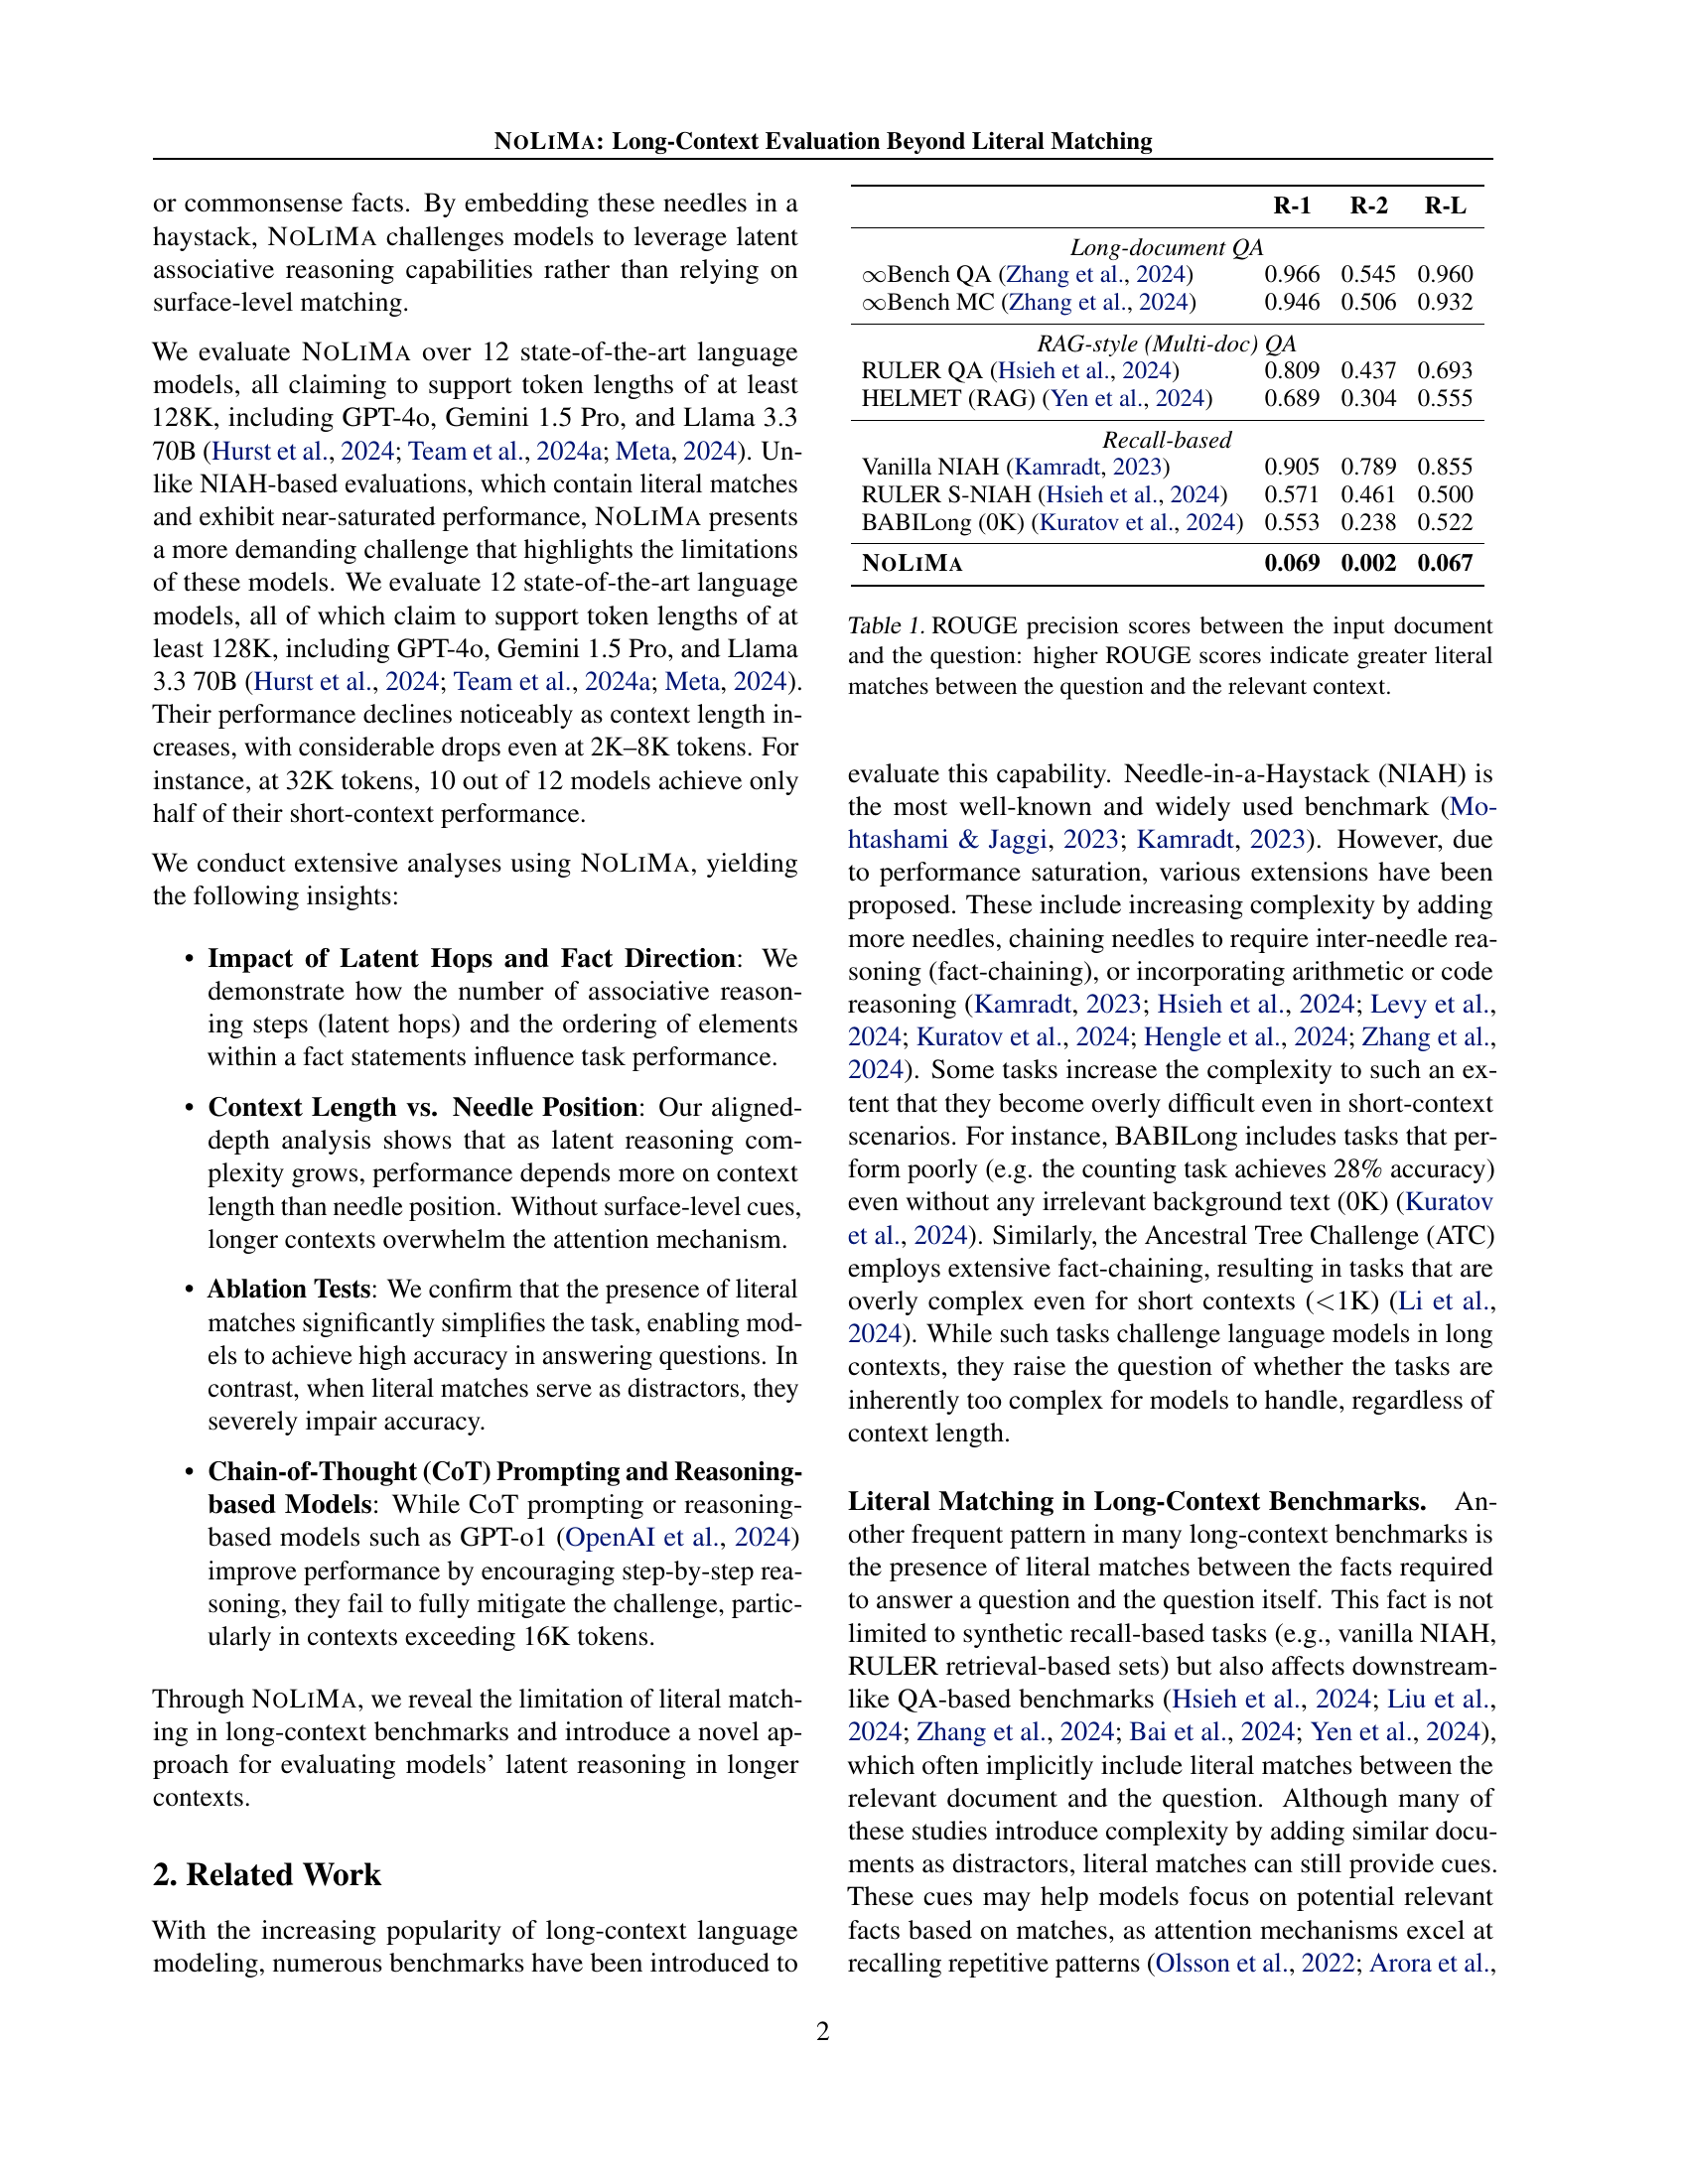 NOLIMA: Long-Context Evaluation Beyond Literal Matching
or commonsense facts. By embedding these needles in a
haystack, NOLIMA challenges models to leverage latent
associative reasoning capabilities rather than relying on
surface-level matching.
We evaluate NOLIMA over 12 state-of-the-art language
models, all claiming to support token lengths of at least
128K, including GPT-4o, Gemini 1.5 Pro, and Llama 3.3
70B (Hurst et al., 2024; Team et al., 2024a; Meta, 2024). Un-
like NIAH-based evaluations, which contain literal matches
and exhibit near-saturated performance, NOLIMA presents
a more demanding challenge that highlights the limitations
of these models. We evaluate 12 state-of-the-art language
models, all of which claim to support token lengths of at
least 128K, including GPT-4o, Gemini 1.5 Pro, and Llama
3.3 70B (Hurst et al., 2024; Team et al., 2024a; Meta, 2024).
Their performance declines noticeably as context length in-
creases, with considerable drops even at 2K–8K tokens. For
instance, at 32K tokens, 10 out of 12 models achieve only
half of their short-context performance.
We conduct extensive analyses using NOLIMA, yielding
the following insights:
• Impact of Latent Hops and Fact Direction: We
demonstrate how the number of associative reason-
ing steps (latent hops) and the ordering of elements
within a fact statements influence task performance.
• Context Length vs. Needle Position: Our aligned-
depth analysis shows that as latent reasoning com-
plexity grows, performance depends more on context
length than needle position. Without surface-level cues,
longer contexts overwhelm the attention mechanism.
• Ablation Tests: We confirm that the presence of literal
matches significantly simplifies the task, enabling mod-
els to achieve high accuracy in answering questions. In
contrast, when literal matches serve as distractors, they
severely impair accuracy.
• Chain-of-Thought (CoT) Prompting and Reasoning-
based Models: While CoT prompting or reasoning-
based models such as GPT-o1 (OpenAI et al., 2024)
improve performance by encouraging step-by-step rea-
soning, they fail to fully mitigate the challenge, partic-
ularly in contexts exceeding 16K tokens.
Through NOLIMA, we reveal the limitation of literal match-
ing in long-context benchmarks and introduce a novel ap-
proach for evaluating models' latent reasoning in longer
contexts.
2. Related Work
With the increasing popularity of long-context language
modeling, numerous benchmarks have been introduced to
R-1 R-2 R-L
Long-document QA
∞Bench QA (Zhang et al., 2024) 0.966 0.545 0.960
∞Bench MC (Zhang et al., 2024) 0.946 0.506 0.932
RAG-style (Multi-doc) QA
RULER QA (Hsieh et al., 2024) 0.809 0.437 0.693
HELMET (RAG) (Yen et al., 2024) 0.689 0.304 0.555
Recall-based
Vanilla NIAH (Kamradt, 2023) 0.905 0.789 0.855
RULER S-NIAH (Hsieh et al., 2024) 0.571 0.461 0.500
BABILong (0K) (Kuratov et al., 2024) 0.553 0.238 0.522
NOLIMA 0.069 0.002 0.067
Table 1. ROUGE precision scores between the input document
and the question: higher ROUGE scores indicate greater literal
matches between the question and the relevant context.
evaluate this capability. Needle-in-a-Haystack (NIAH) is
the most well-known and widely used benchmark (Mo-
htashami & Jaggi, 2023; Kamradt, 2023). However, due
to performance saturation, various extensions have been
proposed. These include increasing complexity by adding
more needles, chaining needles to require inter-needle rea-
soning (fact-chaining), or incorporating arithmetic or code
reasoning (Kamradt, 2023; Hsieh et al., 2024; Levy et al.,
2024; Kuratov et al., 2024; Hengle et al., 2024; Zhang et al.,
2024). Some tasks increase the complexity to such an ex-
tent that they become overly difficult even in short-context
scenarios. For instance, BABILong includes tasks that per-
form poorly (e.g. the counting task achieves 28% accuracy)
even without any irrelevant background text (0K) (Kuratov
et al., 2024). Similarly, the Ancestral Tree Challenge (ATC)
employs extensive fact-chaining, resulting in tasks that are
overly complex even for short contexts (<1K) (Li et al.,
2024). While such tasks challenge language models in long
contexts, they raise the question of whether the tasks are
inherently too complex for models to handle, regardless of
context length.
Literal Matching in Long-Context Benchmarks. An-
other frequent pattern in many long-context benchmarks is
the presence of literal matches between the facts required
to answer a question and the question itself. This fact is not
limited to synthetic recall-based tasks (e.g., vanilla NIAH,
RULER retrieval-based sets) but also affects downstream-
like QA-based benchmarks (Hsieh et al., 2024; Liu et al.,
2024; Zhang et al., 2024; Bai et al., 2024; Yen et al., 2024),
which often implicitly include literal matches between the
relevant document and the question. Although many of
these studies introduce complexity by adding similar docu-
ments as distractors, literal matches can still provide cues.
These cues may help models focus on potential relevant
facts based on matches, as attention mechanisms excel at
recalling repetitive patterns (Olsson et al., 2022; Arora et al.,
2